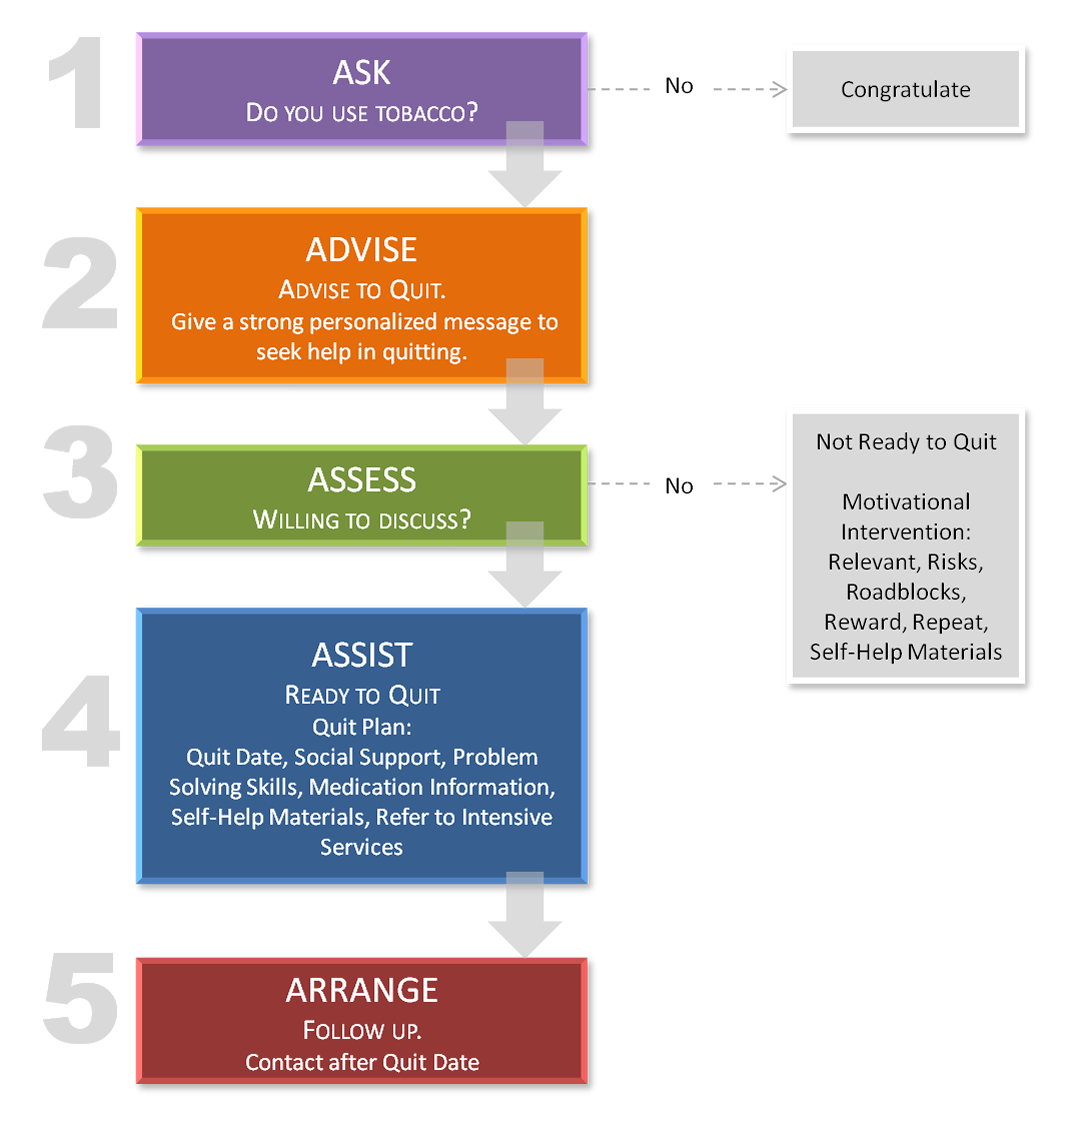 1
ASK
DO YOU USE TOBACCO?
No
Congratulate
2
ADVISE
ADVISE TO QUIT.
Give a strong personalized message to
seek help in quitting.
3
ASSESS
WILLING TO DISCUSS?
No
Not Ready to Quit
Motivational
Intervention:
Relevant, Risks,
Roadblocks,
Reward, Repeat,
Self-Help Materials
4
ASSIST
READY TO QUIT
Quit Plan:
Quit Date, Social Support, Problem
Solving Skills, Medication Information,
Self-Help Materials, Refer to Intensive
Services
5
ARRANGE
FOLLOW UP.
Contact after Quit Date